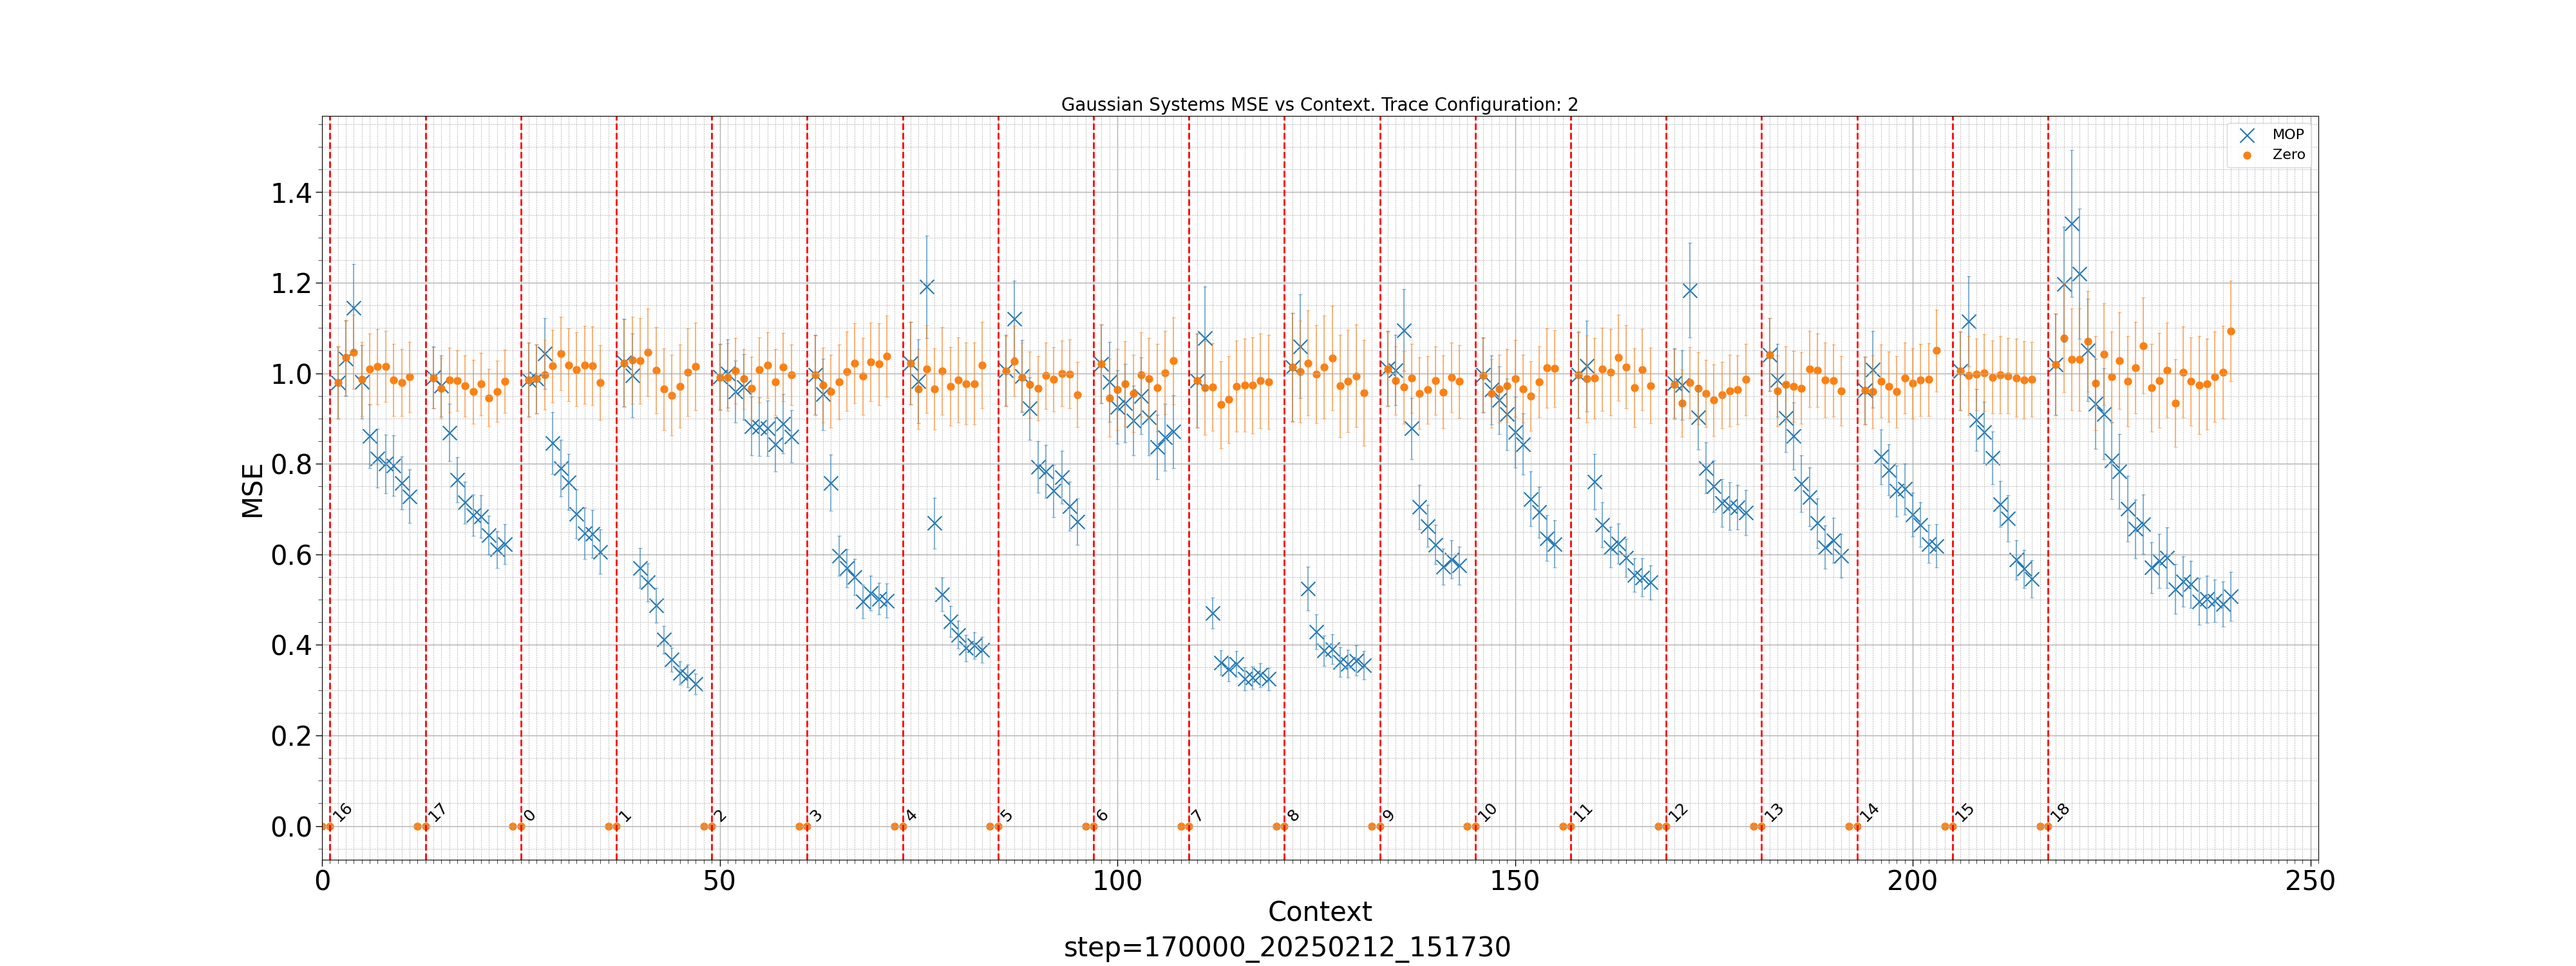 Gaussian Systems MSE vs Context. Trace Configuration: 2
MOP
Zero
1.4
1.2
1.0
0.8
0.6
0.4
0.2
0.0
MSE
16 17 0 1 2 3 4 5 6 7 8 9 10 11 12 13 14 15 18
0 50 100 150 200 250
Context
step=170000_20250212_151730